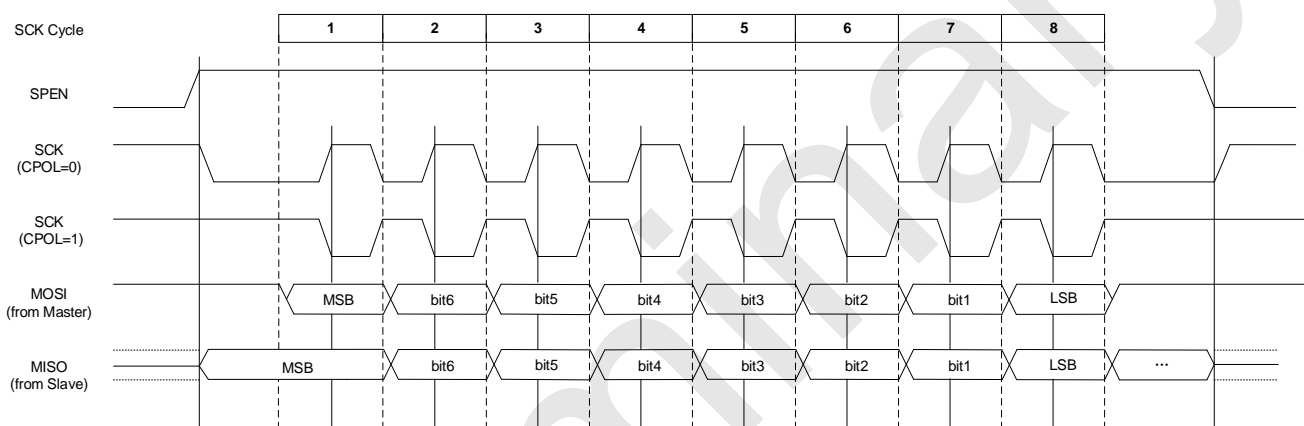 SCK Cycle 1 2 3 4 5 6 7 8
SPEN
SCK
(CPOL=0)
SCK
(CPOL=1)
MOSI
(from Master)
MSB bit6 bit5 bit4 bit3 bit2 bit1 LSB
MISO
(from Slave)
MSB bit6 bit5 bit4 bit3 bit2 bit1 LSB ...